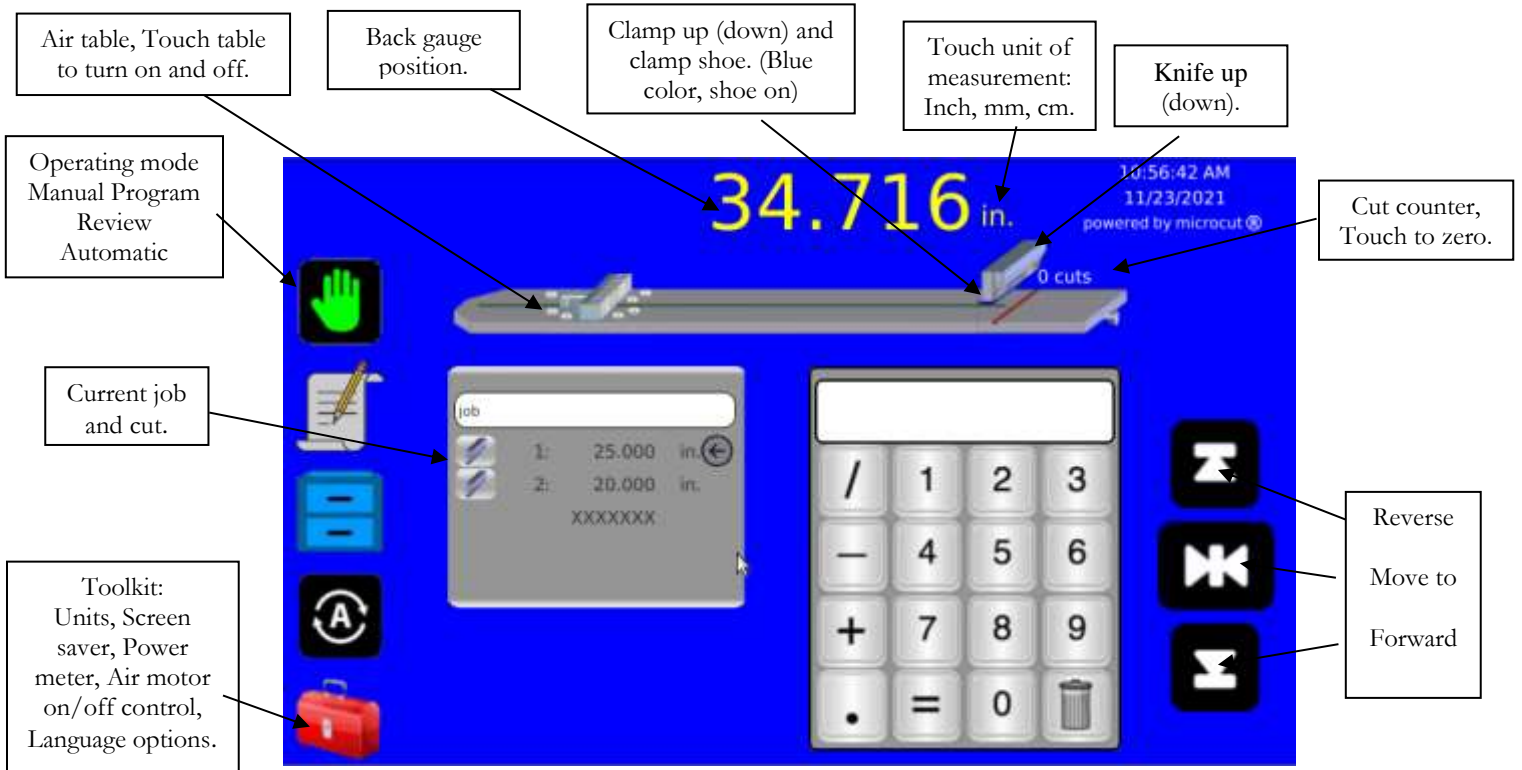 Air table, Touch table
to turn on and off.
Back gauge
position.
Clamp up (down) and
clamp shoe. (Blue
color, shoe on)
Touch unit of
measurement:
Inch, mm, cm.
Knife up
(down).
Operating mode
Manual Program
Review
Automatic
34.716 in.
10:56:42 AM
11/23/2021
powered by microcut ®
Cut counter,
Touch to zero.
0 cuts
Current job
and cut.
job
1: 25.000 in.
2: 20.000 in.
XXXXXXX
/ 1 2 3
– 4 5 6
+ 7 8 9
. = 0
A
Reverse
Move to
Forward
Toolkit:
Units, Screen
saver, Power
meter, Air motor
on/off control,
Language options.